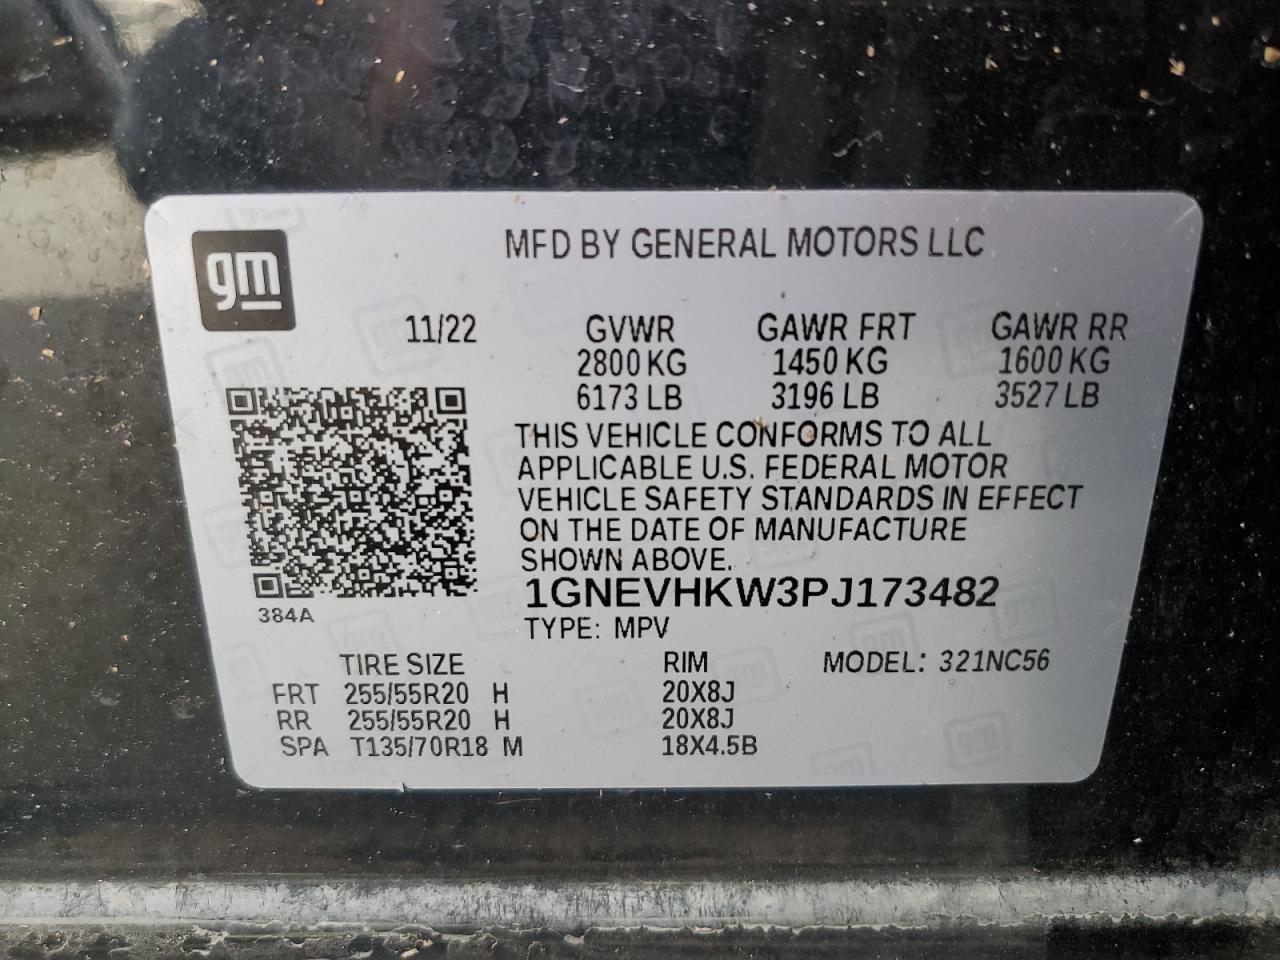 gm
MFD BY GENERAL MOTORS LLC
11/22 GVWR GAWR FRT GAWR RR
2800 KG 1450 KG 1600 KG
6173 LB 3196 LB 3527 LB
THIS VEHICLE CONFORMS TO ALL
APPLICABLE U.S. FEDERAL MOTOR
VEHICLE SAFETY STANDARDS IN EFFECT
ON THE DATE OF MANUFACTURE
SHOWN ABOVE.
1GNEVHKW3PJ173482
384A
TYPE: MPV
TIRE SIZE RIM MODEL: 321NC56
FRT 255/55R20 H 20X8J
RR 255/55R20 H 20X8J
SPA T135/70R18 M 18X4.5B